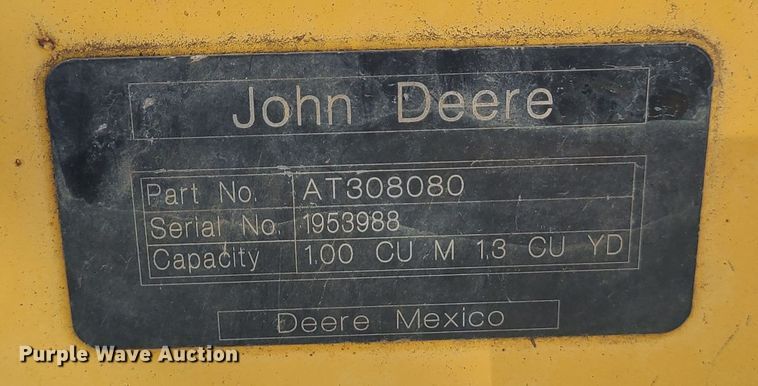 John Deere
Part No. AT308080
Serial No. 1953988
Capacity 1.00 CU M 1.3 CU YD
Deere Mexico
Purple Wave Auction